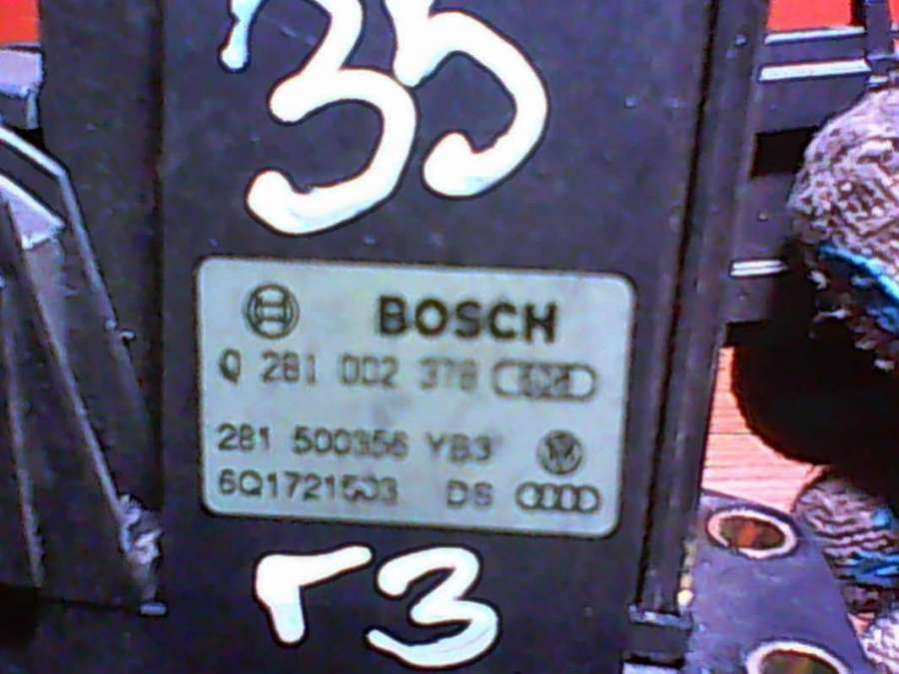 35
BOSCH
0 281 002 378
281 500356 YB3
6Q1721503 DS
Г3